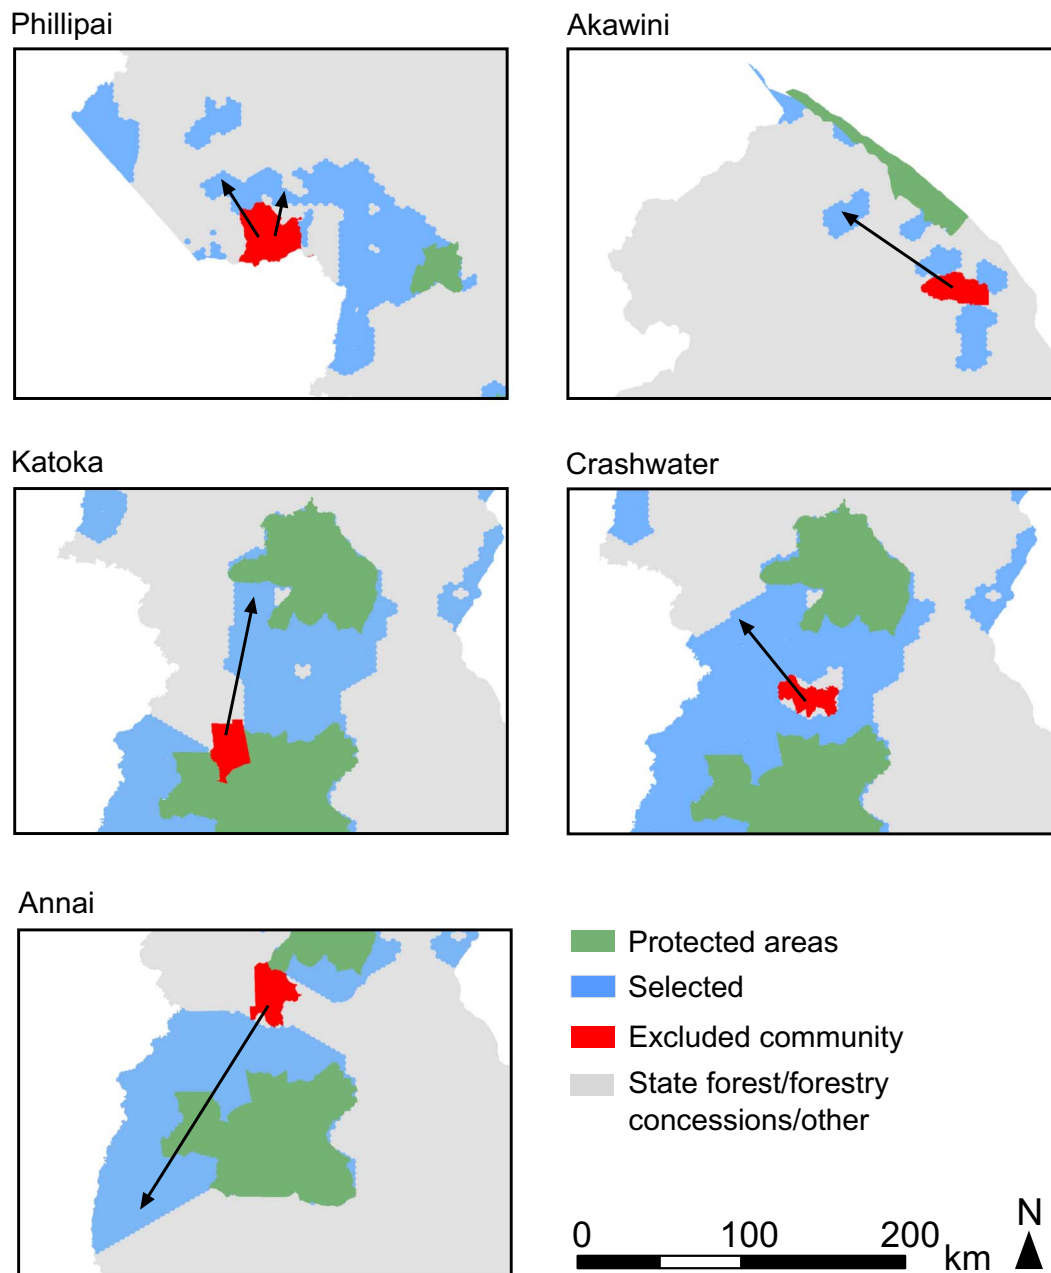 Phillipai
Akawini
Katoka
Crashwater
Annai
Protected areas
Selected
Excluded community
State forest/forestry
concessions/other
0 100 200 km
N